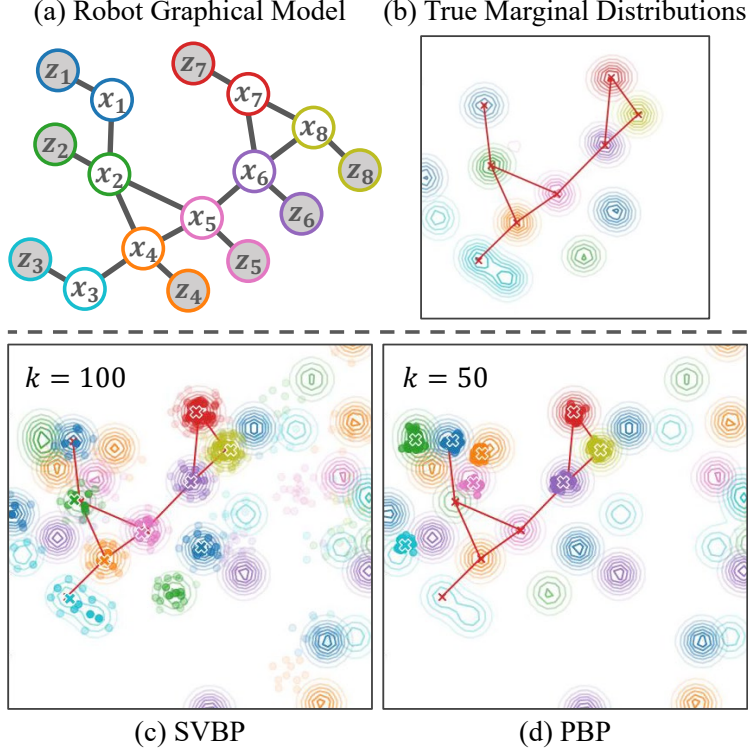 (a) Robot Graphical Model
(b) True Marginal Distributions
z₁
z₇
x₁
x₇
x₈
z₂
x₂
x₆
z₈
x₅
z₆
z₃
x₄
z₅
x₃
z₄
k = 100
k = 50
(c) SVBP
(d) PBP